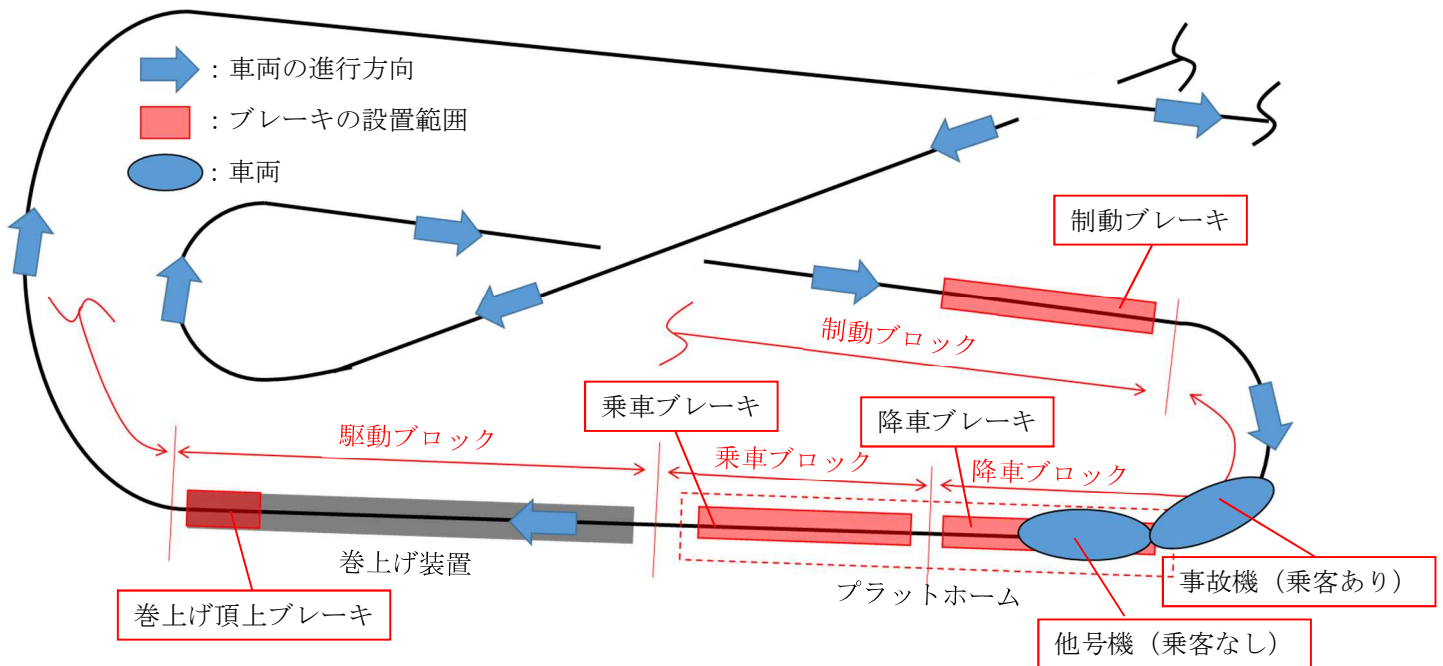 ：車両の進行方向
：ブレーキの設置範囲
：車両
制動ブレーキ
制動ブロック
乗車ブレーキ
降車ブレーキ
駆動ブロック
乗車ブロック
降車ブロック
巻上げ装置
プラットホーム
事故機（乗客あり）
巻上げ頂上ブレーキ
他号機（乗客なし）